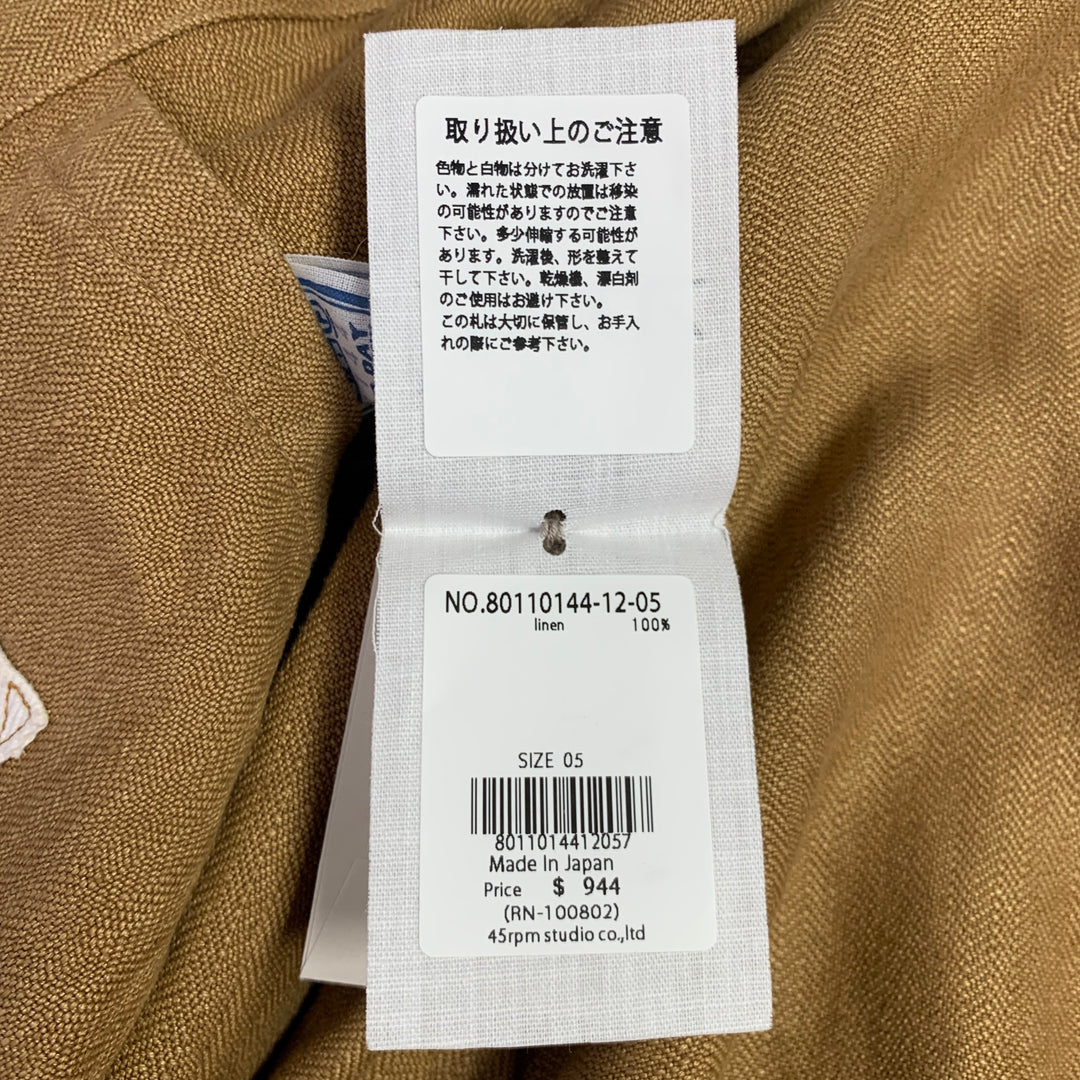 取り扱い上のご注意
色物と白物は分けてお洗濯下さ
い。濡れた状態での放置は移染
の可能性がありますのでご注意
下さい。多少伸縮する可能性が
あります。洗濯後、形を整えて
干して下さい。乾燥機、漂白剤
のご使用はお避け下さい。
この札は大切に保管し、お手入
れの際にご参考下さい。
NO.80110144-12-05
linen 100%
SIZE 05
8011014412057
Made In Japan
Price $ 944
(RN-100802)
45rpm studio co.,ltd